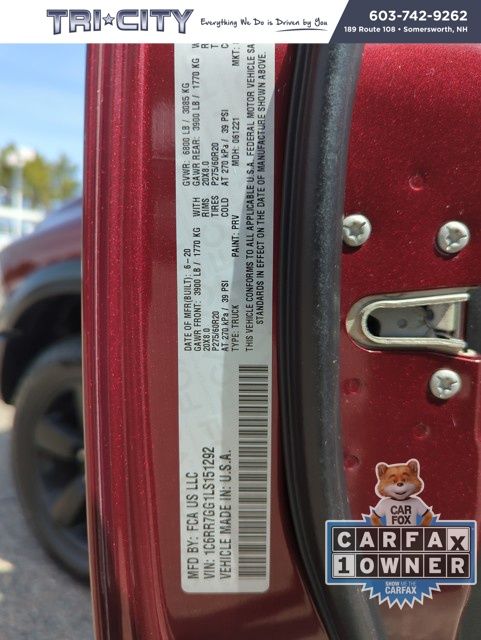 TRI★CITY
Everything We Do is Driven by You
603-742-9262
189 Route 108 • Somersworth, NH
MFD BY: FCA US LLC
DATE OF MFR(BUILT): 6-20
GVWR: 6800 LB / 3085 KG
GAWR FRONT: 3900 LB / 1770 KG WITH
GAWR REAR: 3900 LB / 1770 KG
20X8.0 RIMS 20X8.0
P275/60R20 TIRES P275/60R20
AT 270 kPa / 39 PSI COLD AT 270 kPa / 39 PSI
TYPE: TRUCK PAINT: PRV MDH: 061221 MKT:
THIS VEHICLE CONFORMS TO ALL APPLICABLE U.S.A. FEDERAL MOTOR VEHICLE SA
STANDARDS IN EFFECT ON THE DATE OF MANUFACTURE SHOWN ABOVE.
VIN: 1C6RR7GG1LS151292
VEHICLE MADE IN: U.S.A.
CAR
FOX
CARFAX
1 OWNER
SHOW ME THE
CARFAX